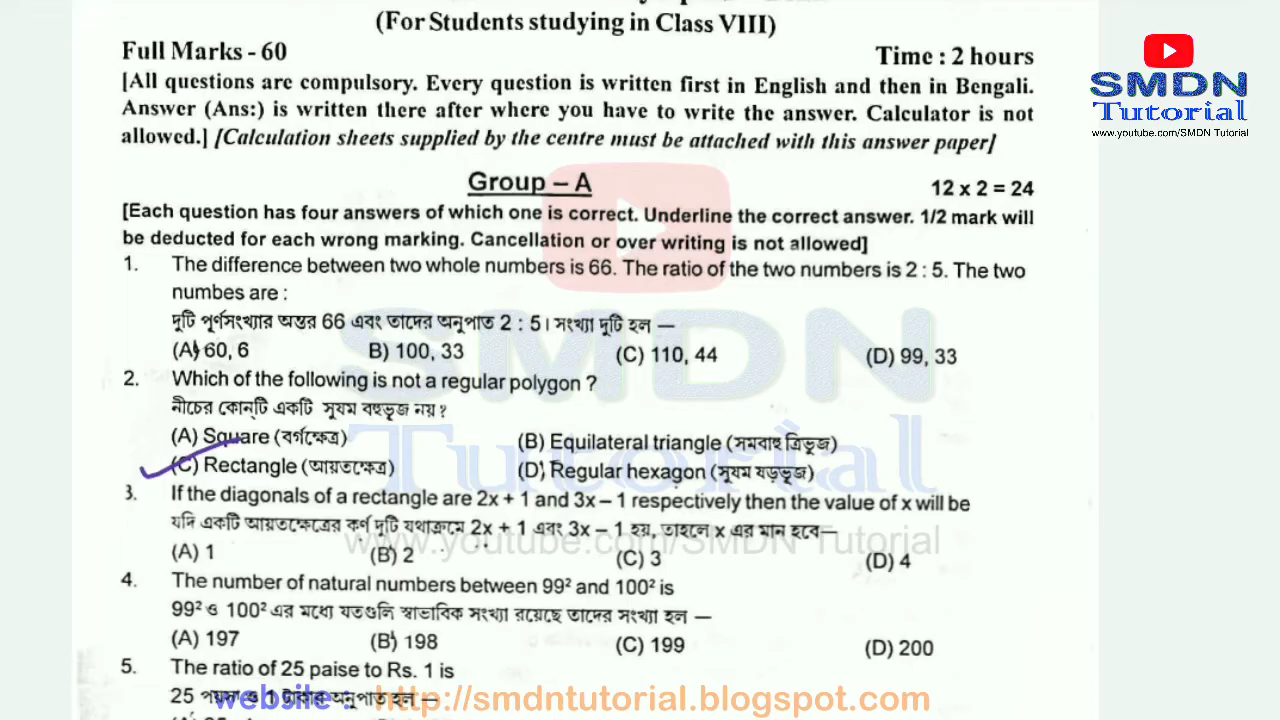 (For Students studying in Class VIII)
Full Marks - 60
Time : 2 hours
[All questions are compulsory. Every question is written first in English and then in Bengali.
Answer (Ans:) is written there after where you have to write the answer. Calculator is not
allowed.] [Calculation sheets supplied by the centre must be attached with this answer paper]
Group – A
12 x 2 = 24
[Each question has four answers of which one is correct. Underline the correct answer. 1/2 mark will
be deducted for each wrong marking. Cancellation or over writing is not allowed]
1. The difference between two whole numbers is 66. The ratio of the two numbers is 2 : 5. The two
numbes are :
দুটি পূর্ণসংখ্যার অন্তর 66 এবং তাদের অনুপাত 2 : 5। সংখ্যা দুটি হল —
(A) 60, 6 B) 100, 33 (C) 110, 44 (D) 99, 33
2. Which of the following is not a regular polygon ?
নীচের কোন্‌টি একটি সুষম বহুভূজ নয়?
(A) Square (বর্গক্ষেত্র) (B) Equilateral triangle (সমবাহু ত্রিভূজ)
(C) Rectangle (আয়তক্ষেত্র) (D) Regular hexagon (সুষম ষড়ভূজ)
3. If the diagonals of a rectangle are 2x + 1 and 3x – 1 respectively then the value of x will be
যদি একটি আয়তক্ষেত্রের কর্ণ দুটি যথাক্রমে 2x + 1 এবং 3x – 1 হয়, তাহলে x এর মান হবে—
(A) 1 (B) 2 (C) 3 (D) 4
4. The number of natural numbers between 99² and 100² is
99² ও 100² এর মধ্যে যতগুলি স্বাভাবিক সংখ্যা রয়েছে তাদের সংখ্যা হল —
(A) 197 (B) 198 (C) 199 (D) 200
5. The ratio of 25 paise to Rs. 1 is
25 পয়সা ও 1 টাকার অনুপাত হল —
website : http://smdntutorial.blogspot.com
SMDN
Tutorial
www.youtube.com/SMDN Tutorial
SMDN
Tutorial
www.youtube.com/SMDN Tutorial